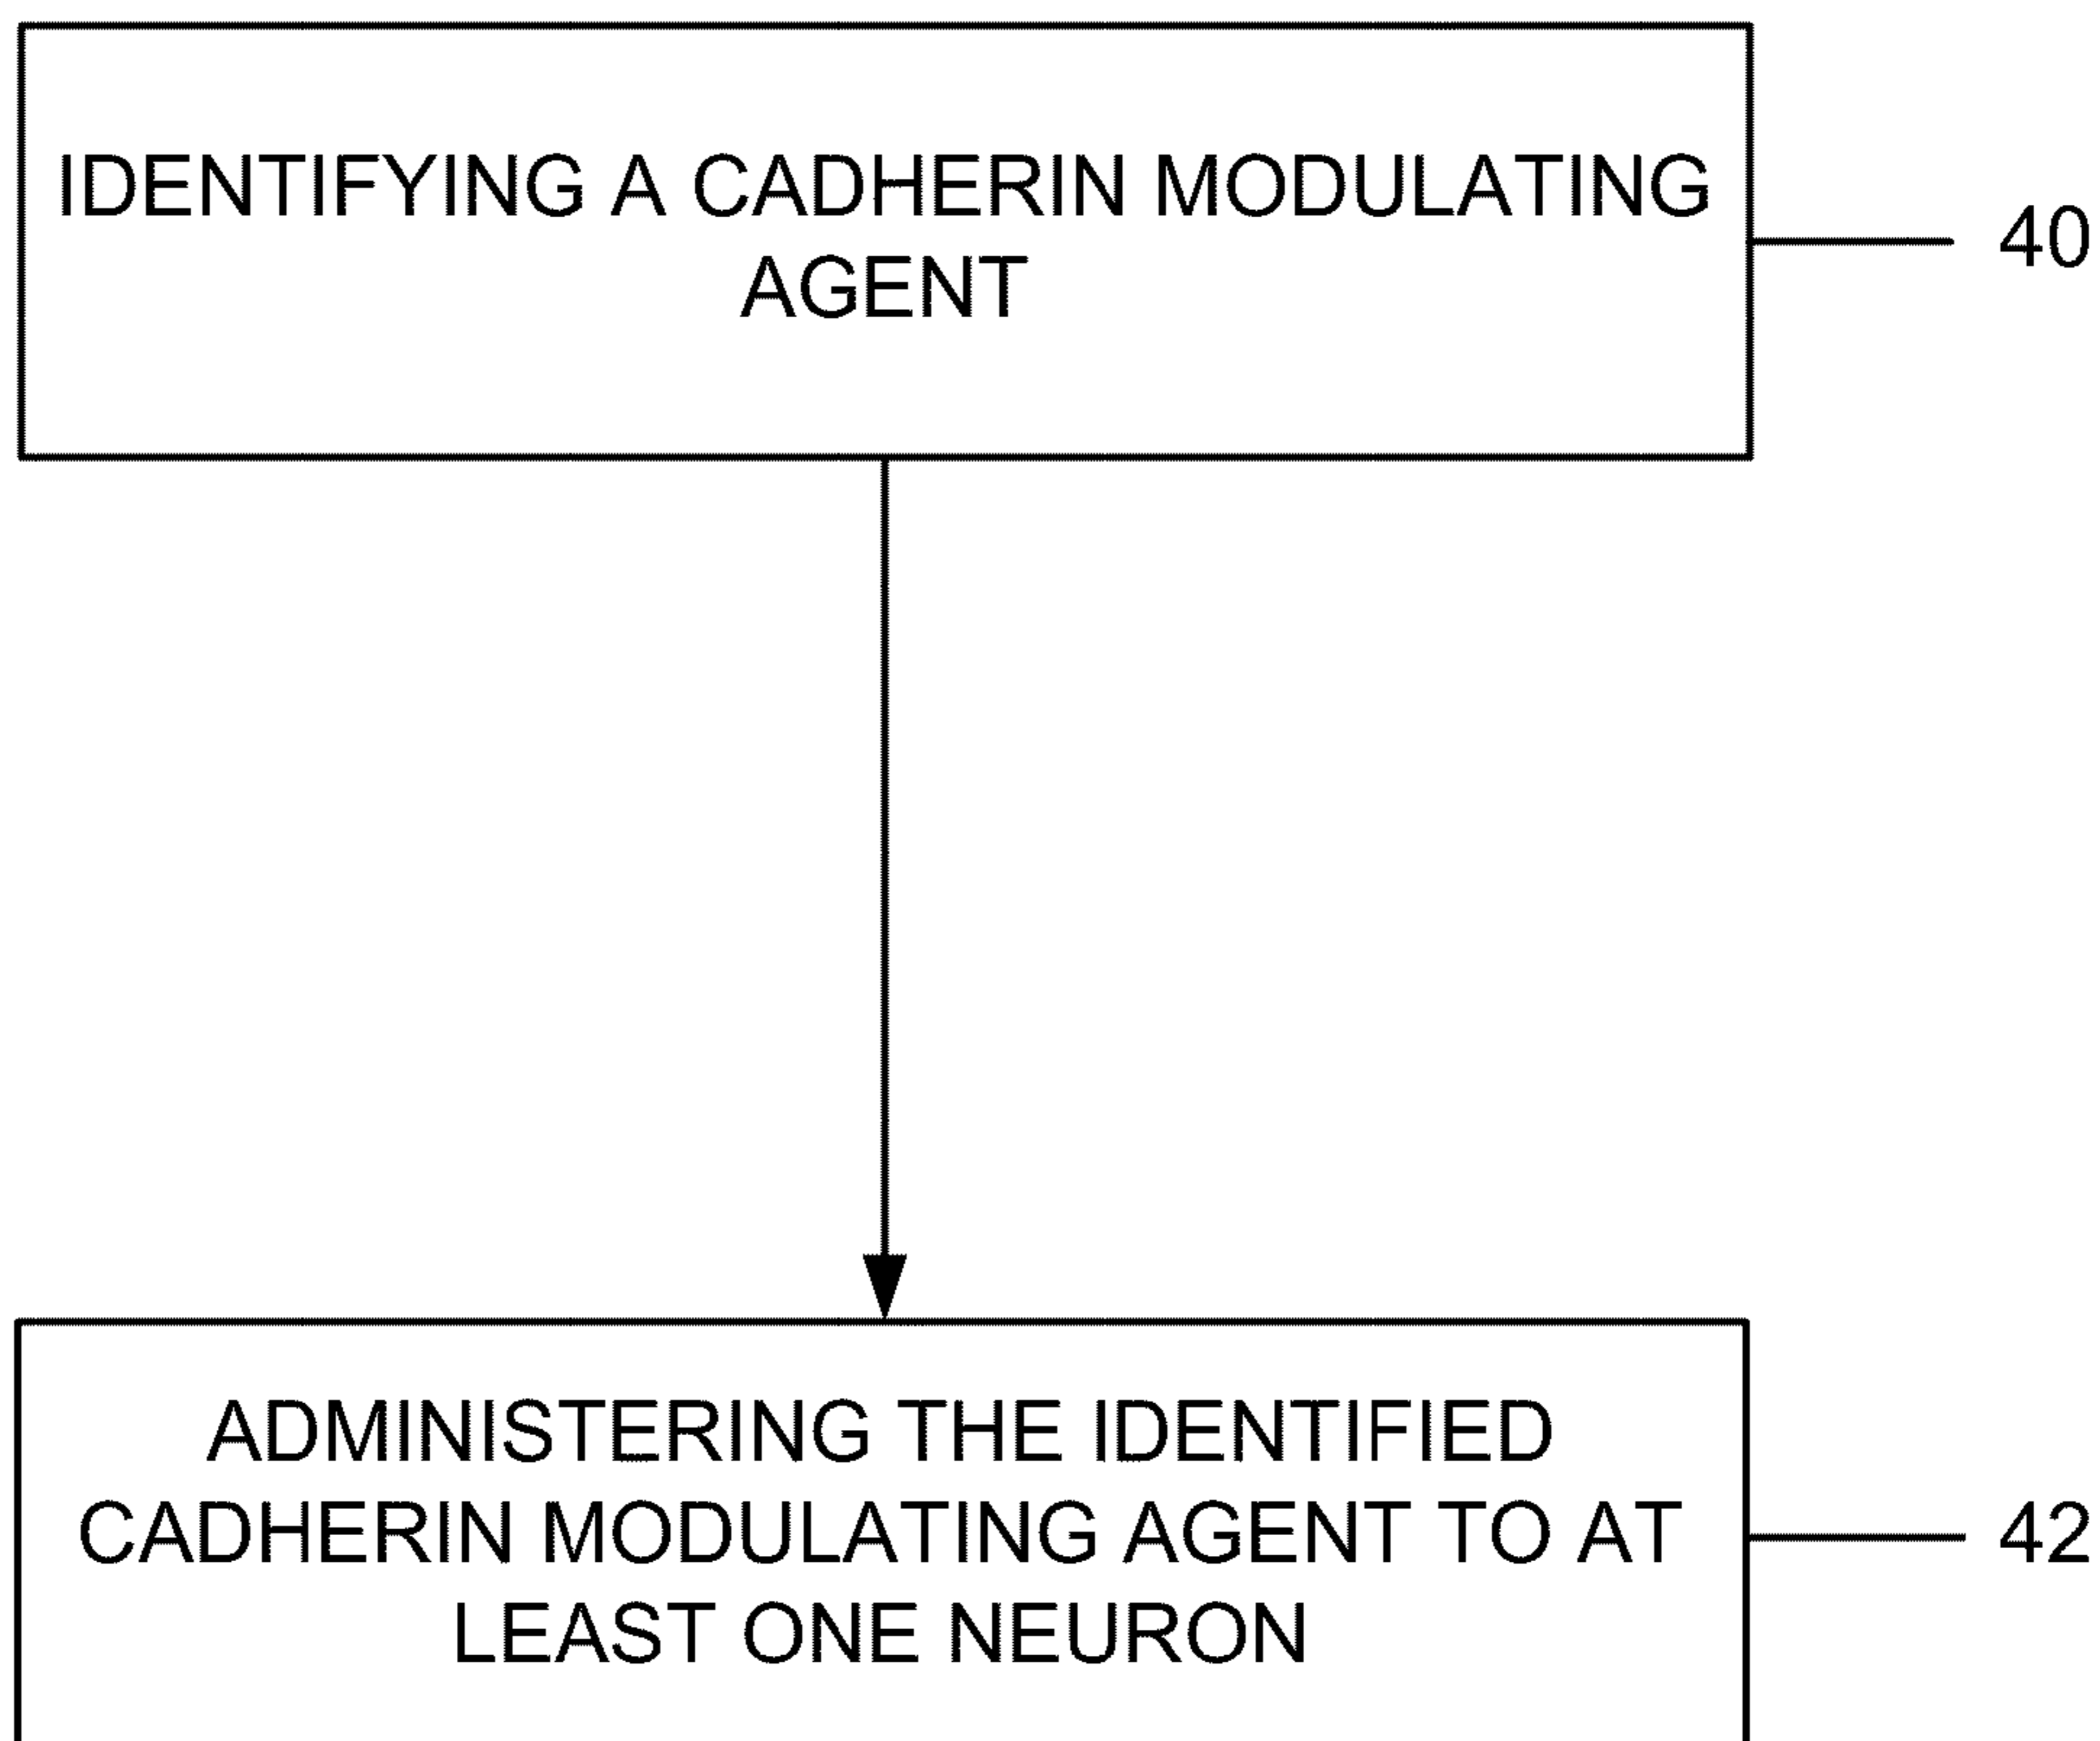 IDENTIFYING A CADHERIN MODULATING
AGENT
40
ADMINISTERING THE IDENTIFIED
CADHERIN MODULATING AGENT TO AT
LEAST ONE NEURON
42